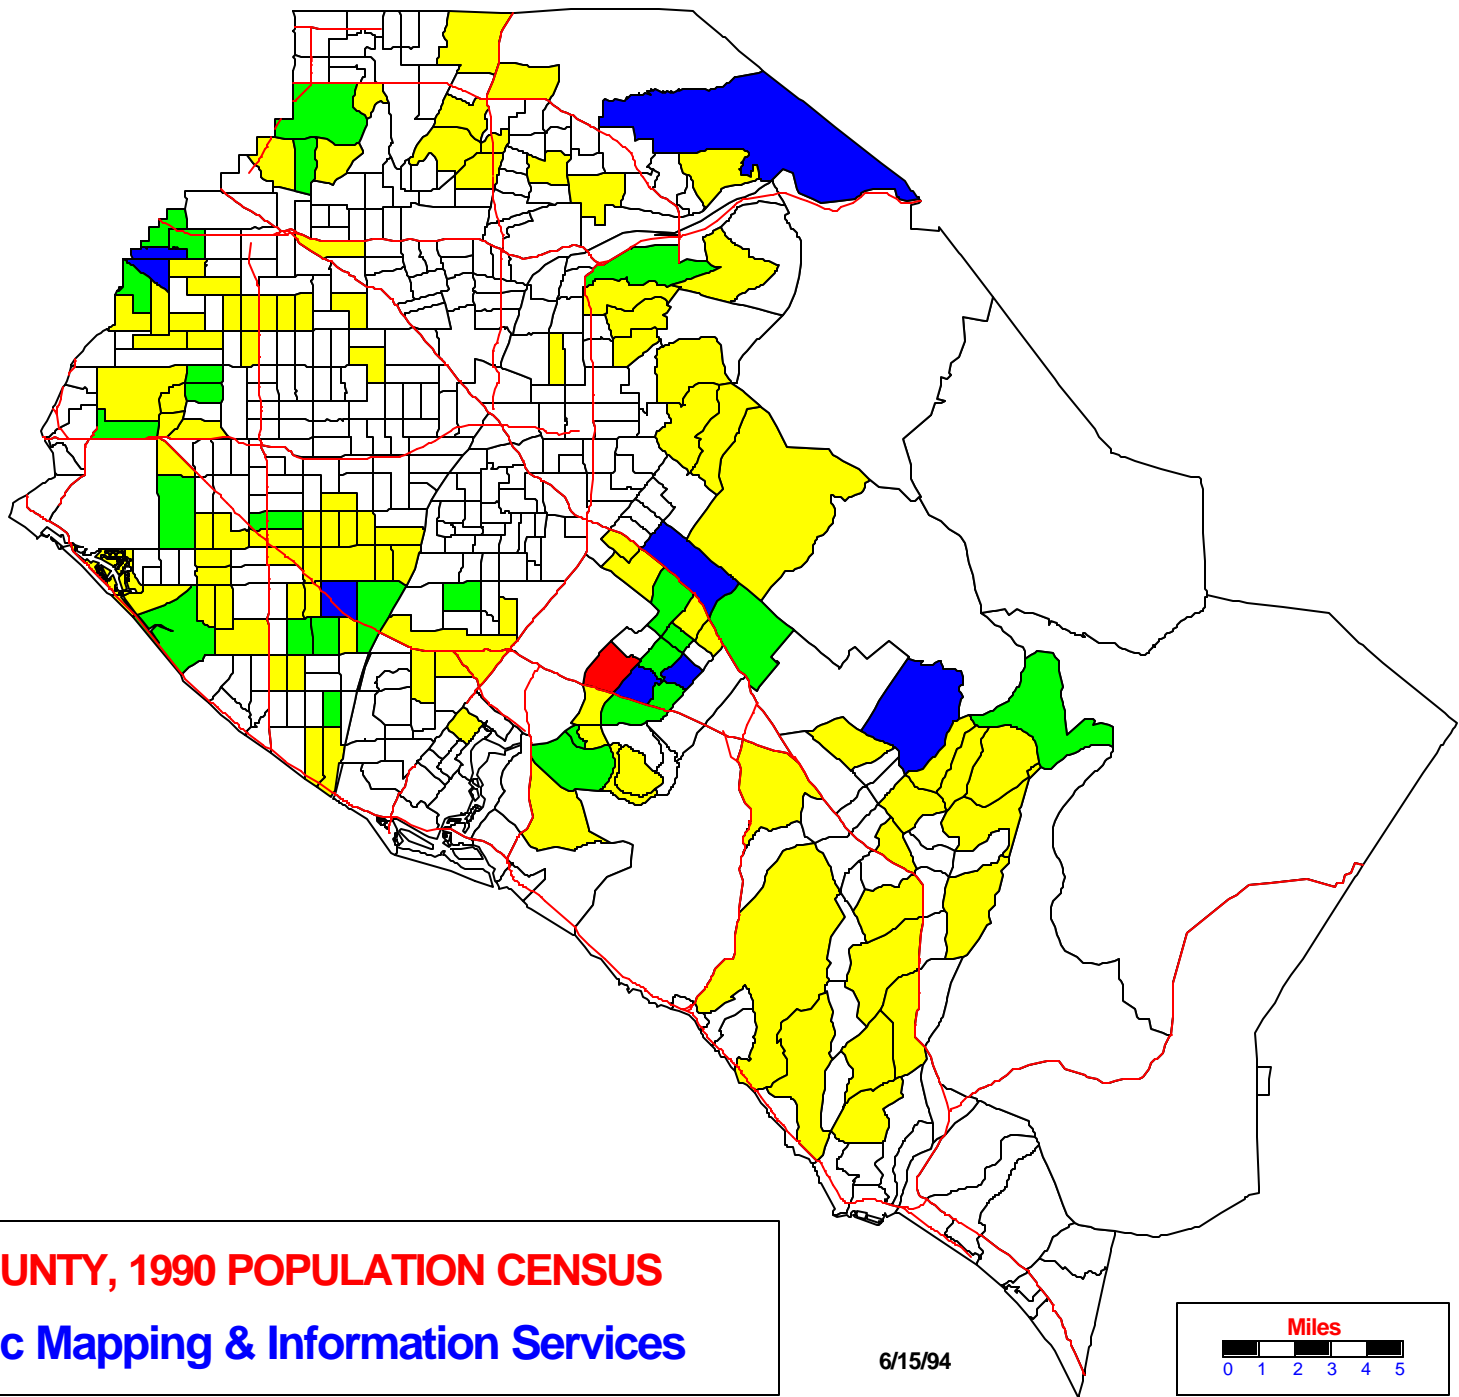 UNTY, 1990 POPULATION CENSUS
c Mapping & Information Services
6/15/94
Miles
0 1 2 3 4 5